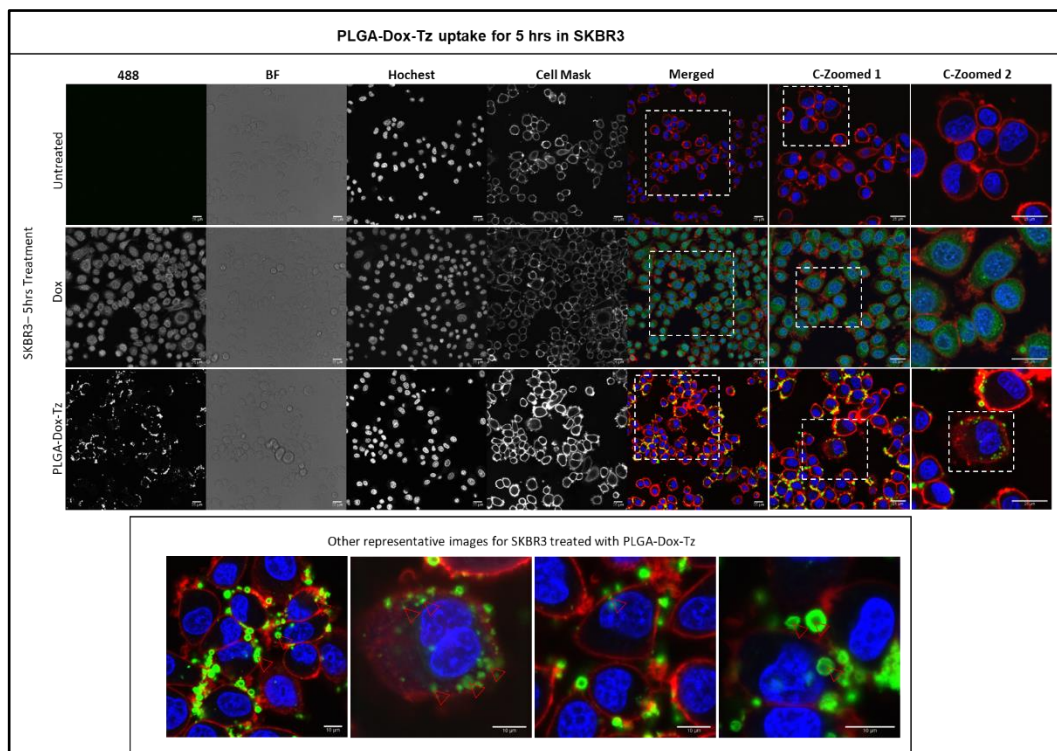 PLGA-Dox-Tz uptake for 5 hrs in SKBR3
488 BF Hochest Cell Mask Merged C-Zoomed 1 C-Zoomed 2
SKBR3– 5hrs Treatment
Untreated
Dox
PLGA-Dox-Tz
Other representative images for SKBR3 treated with PLGA-Dox-Tz
10 µm 10 µm 10 µm 10 µm